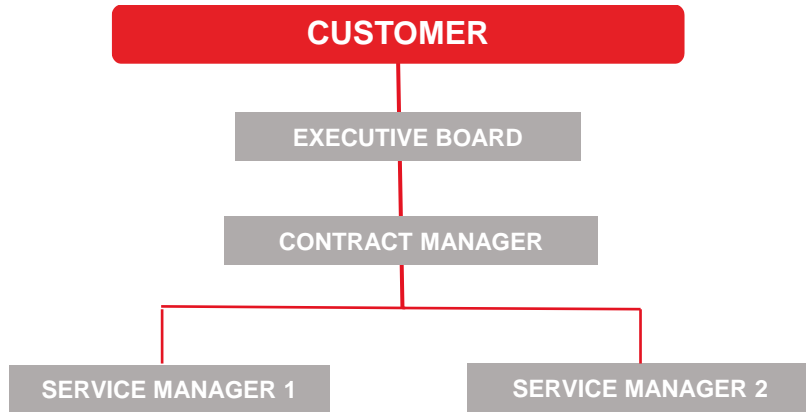 CUSTOMER
EXECUTIVE BOARD
CONTRACT MANAGER
SERVICE MANAGER 1
SERVICE MANAGER 2